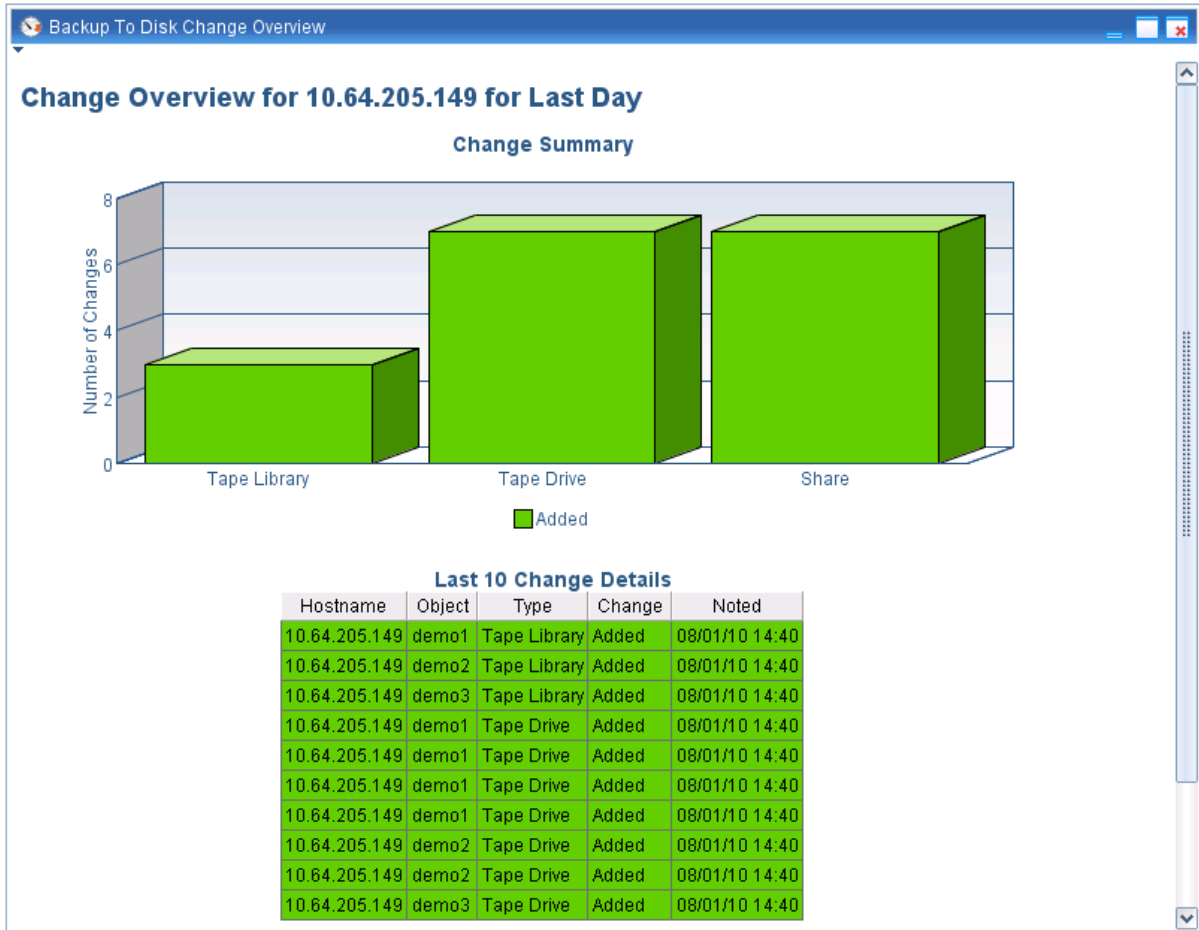 Backup To Disk Change Overview
Change Overview for 10.64.205.149 for Last Day
Change Summary
Number of Changes
8
6
4
2
0
Tape Library Tape Drive Share
Added
Last 10 Change Details
Hostname Object Type Change Noted
10.64.205.149 demo1 Tape Library Added 08/01/10 14:40
10.64.205.149 demo2 Tape Library Added 08/01/10 14:40
10.64.205.149 demo3 Tape Library Added 08/01/10 14:40
10.64.205.149 demo1 Tape Drive Added 08/01/10 14:40
10.64.205.149 demo1 Tape Drive Added 08/01/10 14:40
10.64.205.149 demo1 Tape Drive Added 08/01/10 14:40
10.64.205.149 demo1 Tape Drive Added 08/01/10 14:40
10.64.205.149 demo2 Tape Drive Added 08/01/10 14:40
10.64.205.149 demo2 Tape Drive Added 08/01/10 14:40
10.64.205.149 demo3 Tape Drive Added 08/01/10 14:40